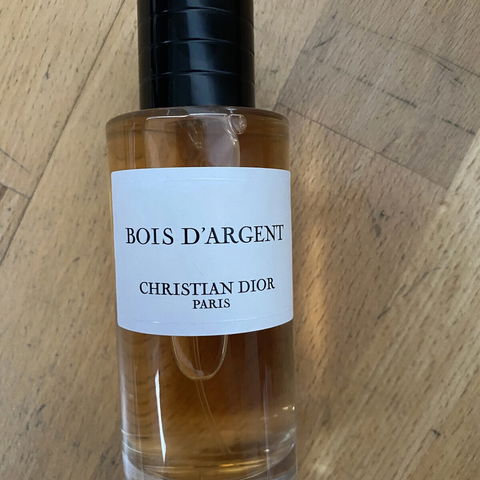 BOIS D'ARGENT
CHRISTIAN DIOR
PARIS